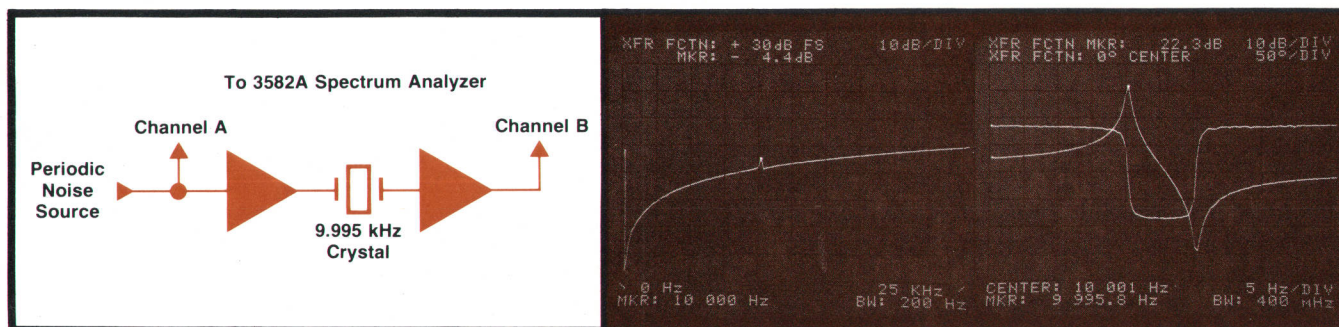 To 3582A Spectrum Analyzer
Channel A
Channel B
Periodic
Noise
Source
9.995 kHz
Crystal
XFR FCTN: + 30dB FS 10dB/DIV
MKR: - 4.4dB
0 Hz 25 KHz
MKR: 10 000 Hz BW: 200 Hz
XFR FCTN MKR: 22.3dB 10dB/DIV
XFR FCTN: 0° CENTER 50°/DIV
CENTER: 10 001 Hz 5 Hz/DIV
MKR: 9 995.8 Hz BW: 400 mHz